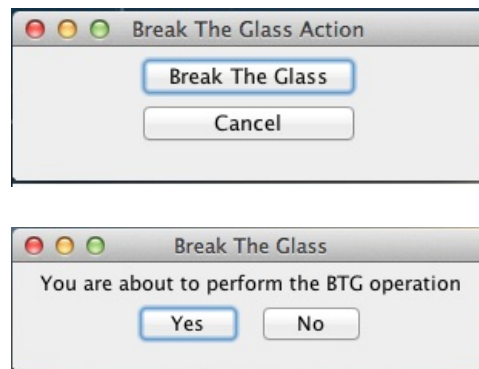 Break The Glass Action
Break The Glass
Cancel
Break The Glass
You are about to perform the BTG operation
Yes No